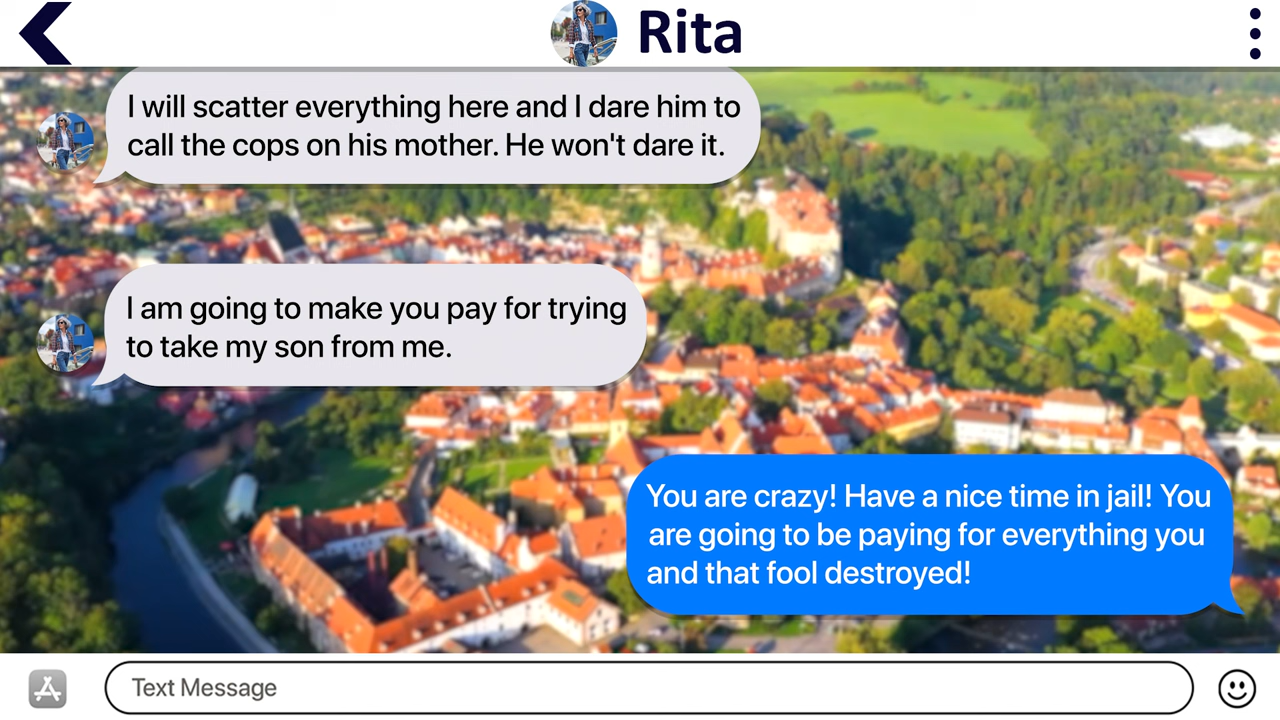 Rita
I will scatter everything here and I dare him to
call the cops on his mother. He won't dare it.
I am going to make you pay for trying
to take my son from me.
You are crazy! Have a nice time in jail! You
are going to be paying for everything you
and that fool destroyed!
Text Message